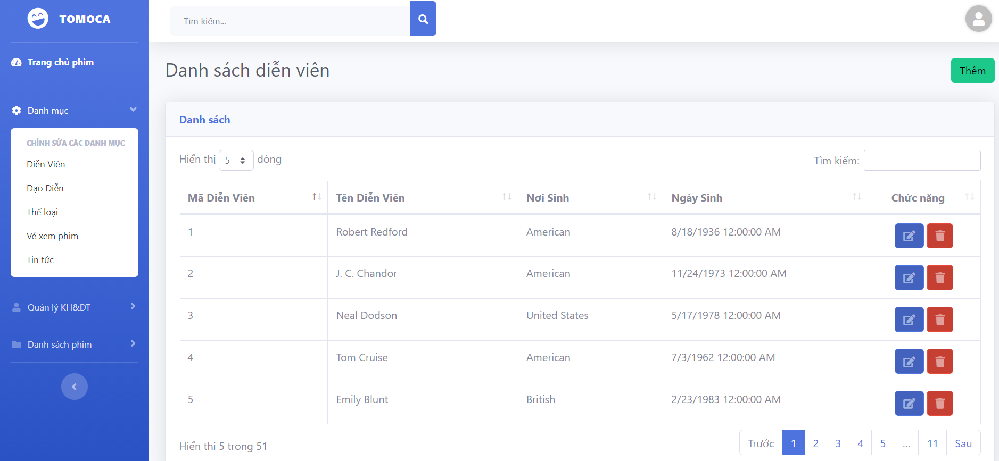 TOMOCA
Tìm kiếm...
Trang chủ phim
Danh sách diễn viên
Thêm
Danh mục
CHỈNH SỬA CÁC DANH MỤC
Diễn Viên
Đạo Diễn
Thể loại
Vé xem phim
Tin tức
Quản lý KH&DT
Danh sách phim
Danh sách
Hiển thị 5 dòng
Tìm kiếm:
Mã Diễn Viên Tên Diễn Viên Nơi Sinh Ngày Sinh Chức năng
1 Robert Redford American 8/18/1936 12:00:00 AM
2 J. C. Chandor American 11/24/1973 12:00:00 AM
3 Neal Dodson United States 5/17/1978 12:00:00 AM
4 Tom Cruise American 7/3/1962 12:00:00 AM
5 Emily Blunt British 2/23/1983 12:00:00 AM
Hiển thi 5 trong 51
Trước 1 2 3 4 5 ... 11 Sau